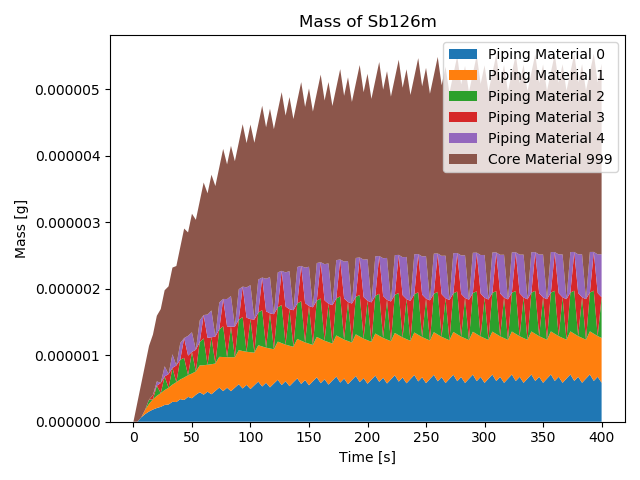 Mass of Sb126m
Piping Material 0
Piping Material 1
Piping Material 2
Piping Material 3
Piping Material 4
Core Material 999
Mass [g]
0.000005
0.000004
0.000003
0.000002
0.000001
0.000000
0 50 100 150 200 250 300 350 400
Time [s]